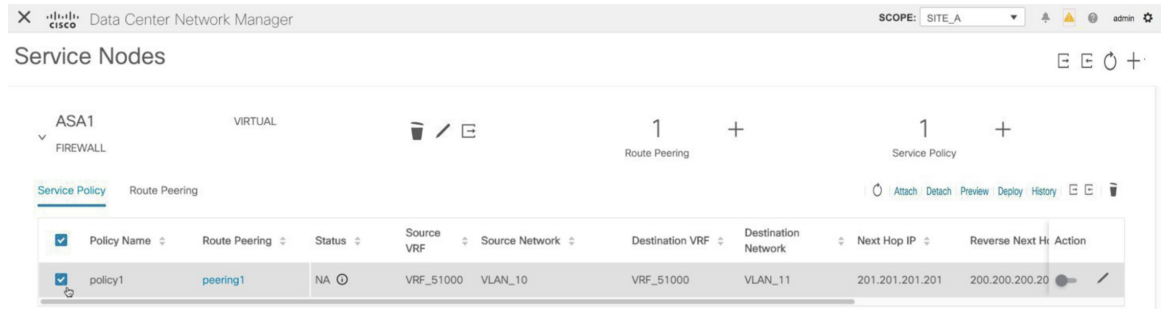 CISCO Data Center Network Manager SCOPE: SITE_A admin
Service Nodes
ASA1 VIRTUAL 1 1
FIREWALL Route Peering Service Policy
Service Policy Route Peering Attach Detach Preview Deploy History
Policy Name Route Peering Status Source VRF Source Network Destination VRF Destination Network Next Hop IP Reverse Next Ho Action
policy1 peering1 NA VRF_51000 VLAN_10 VRF_51000 VLAN_11 201.201.201.201 200.200.200.20